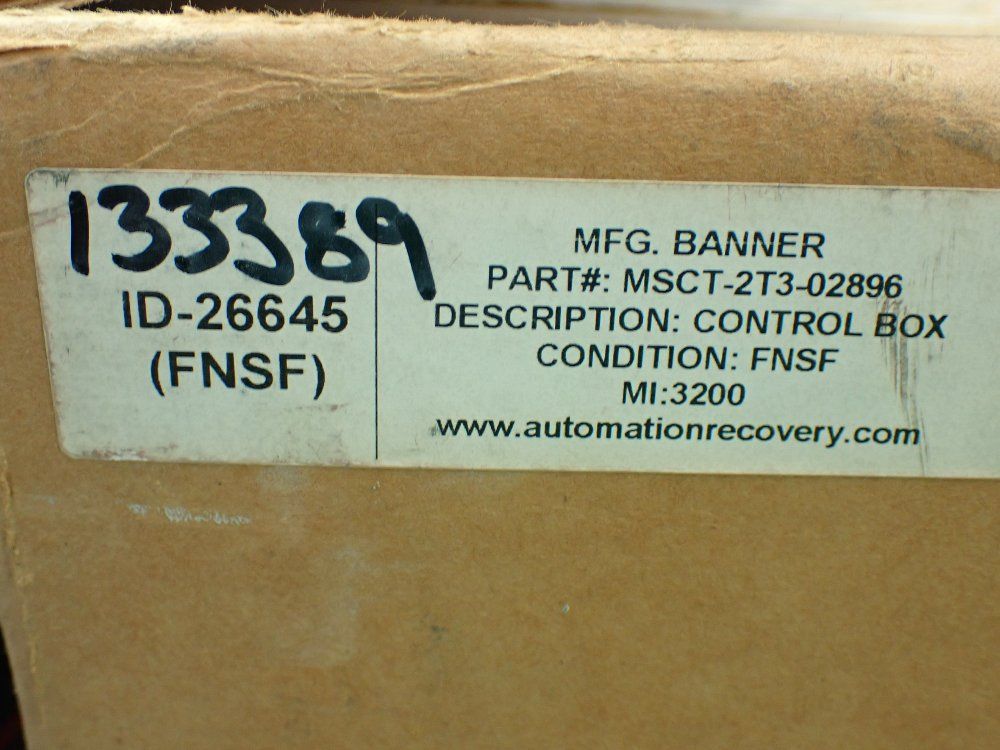 133389
ID-26645
(FNSF)
MFG. BANNER
PART#: MSCT-2T3-02896
DESCRIPTION: CONTROL BOX
CONDITION: FNSF
MI:3200
www.automationrecovery.com